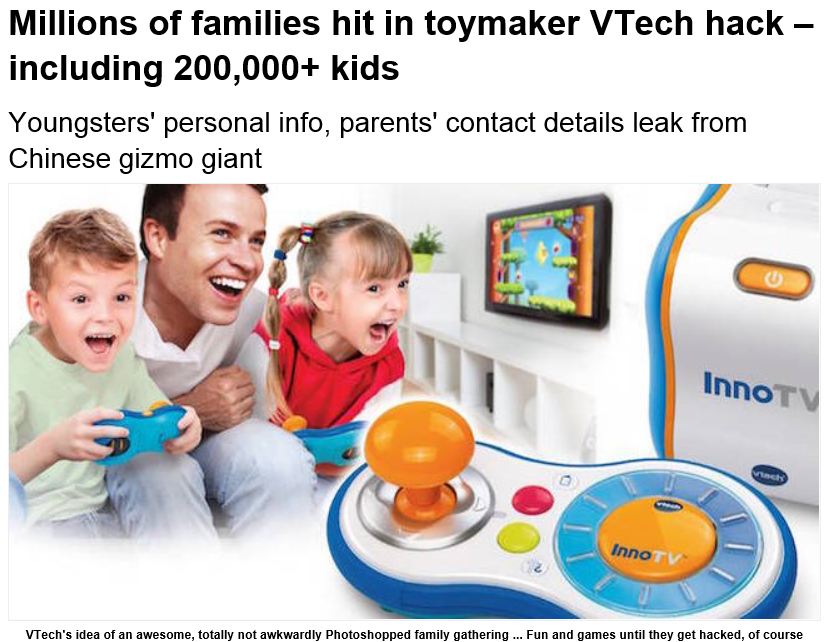 Millions of families hit in toymaker VTech hack –
including 200,000+ kids
Youngsters' personal info, parents' contact details leak from
Chinese gizmo giant
InnoTV
vtech
vtech
InnoTV
VTech's idea of an awesome, totally not awkwardly Photoshopped family gathering ... Fun and games until they get hacked, of course